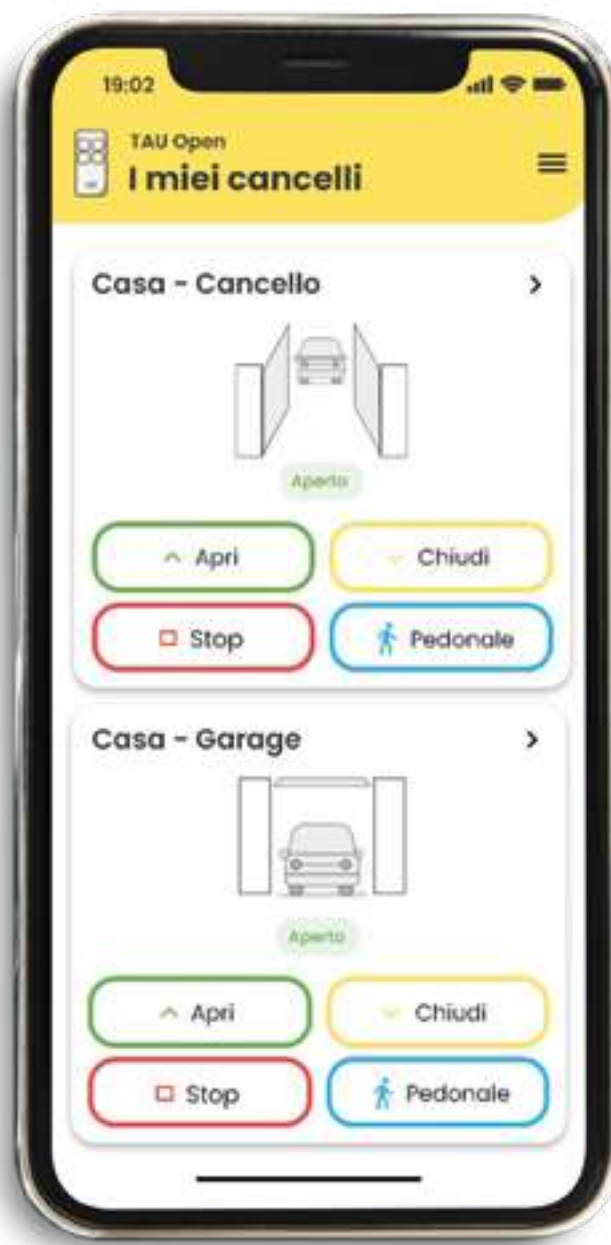 19:02
TAU Open
I miei cancelli
Casa - Cancello
Aperto
Apri
Chiudi
Stop
Pedonale
Casa - Garage
Aperto
Apri
Chiudi
Stop
Pedonale